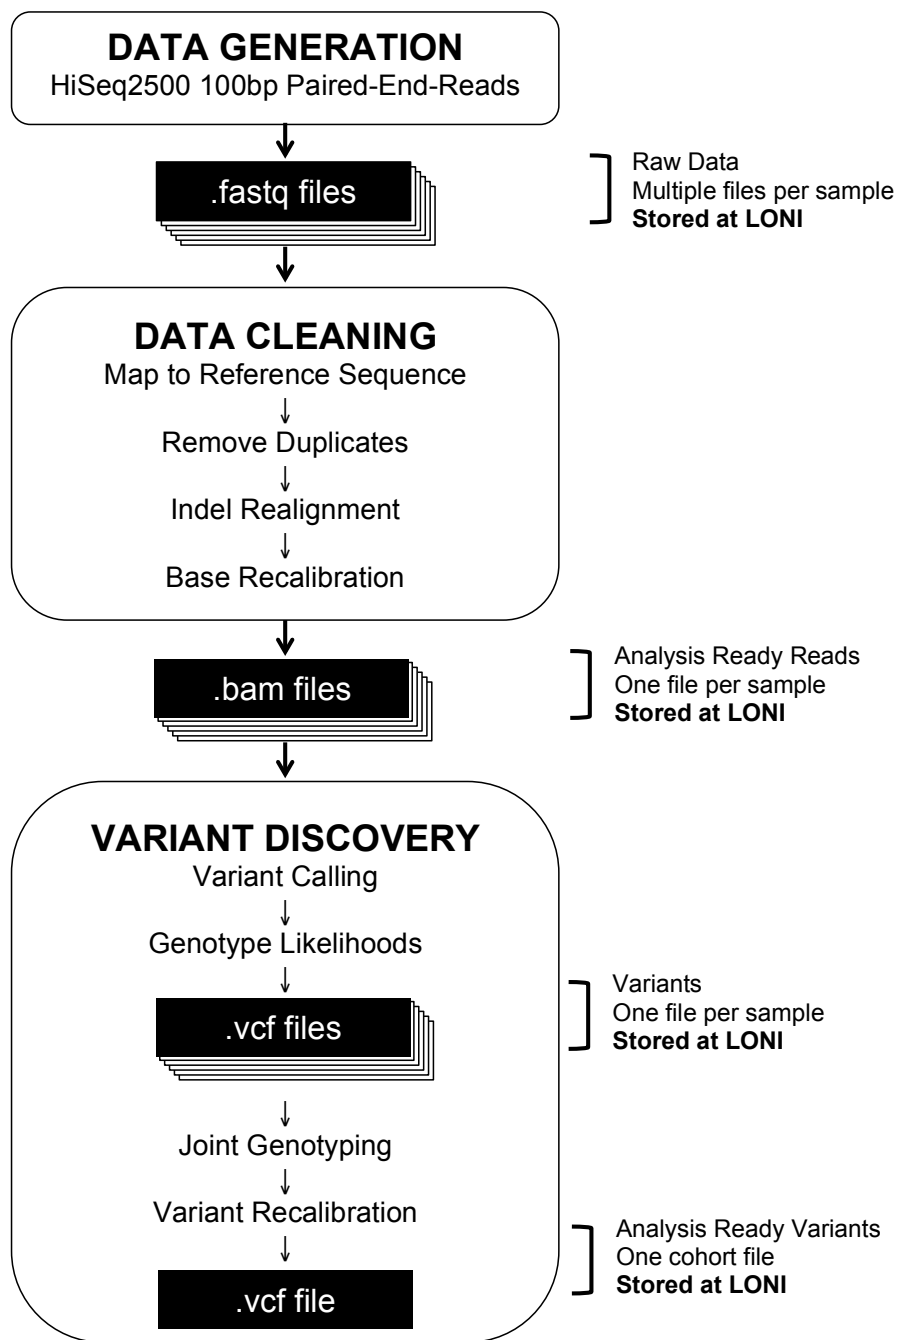 DATA GENERATION
HiSeq2500 100bp Paired-End-Reads
.fastq files
Raw Data
Multiple files per sample
Stored at LONI
DATA CLEANING
Map to Reference Sequence
Remove Duplicates
Indel Realignment
Base Recalibration
.bam files
Analysis Ready Reads
One file per sample
Stored at LONI
VARIANT DISCOVERY
Variant Calling
Genotype Likelihoods
.vcf files
Variants
One file per sample
Stored at LONI
Joint Genotyping
Variant Recalibration
.vcf file
Analysis Ready Variants
One cohort file
Stored at LONI